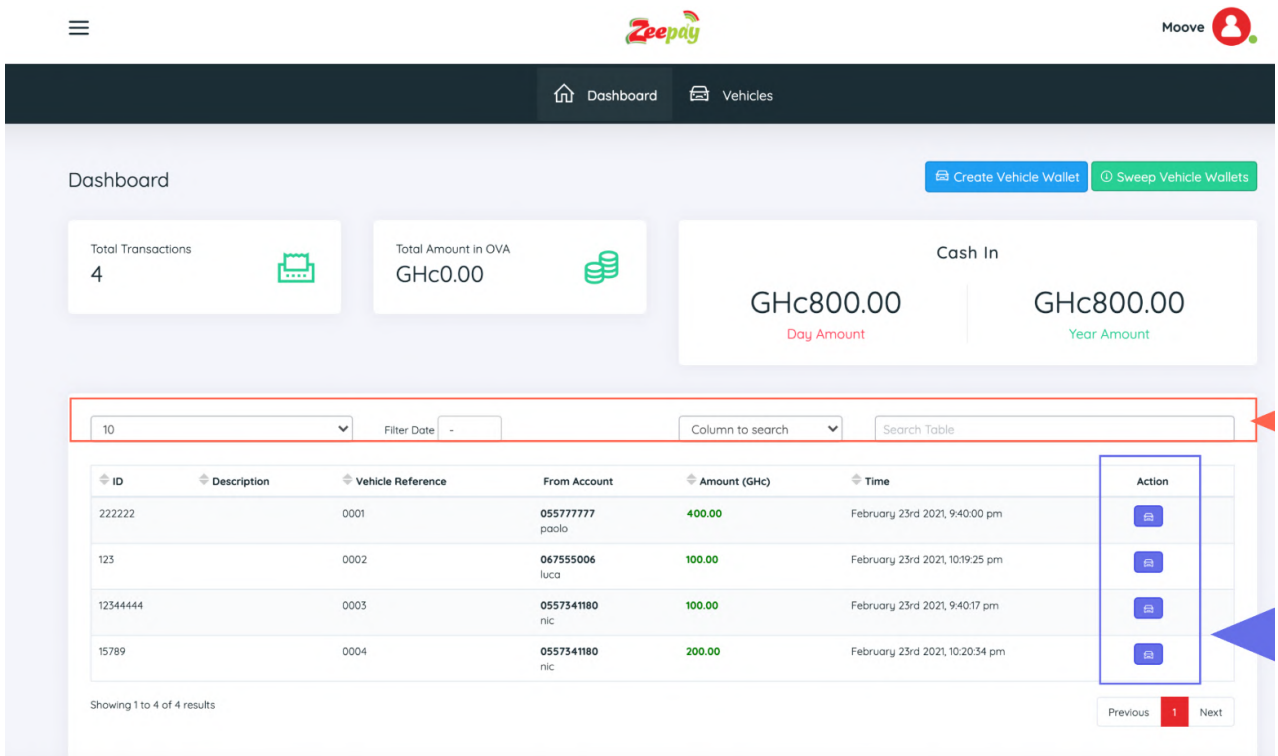 Zeepay
Moove
Dashboard Vehicles
Dashboard
Create Vehicle Wallet Sweep Vehicle Wallets
Total Transactions
4
Total Amount in OVA
GHc0.00
Cash In
GHc800.00 GHc800.00
Day Amount Year Amount
10 Filter Date - Column to search Search Table
ID Description Vehicle Reference From Account Amount (GHc) Time Action
222222 0001 055777777 400.00 February 23rd 2021, 9:40:00 pm
paolo
123 0002 067555006 100.00 February 23rd 2021, 10:19:25 pm
luca
12344444 0003 0557341180 100.00 February 23rd 2021, 9:40:17 pm
nic
15789 0004 0557341180 200.00 February 23rd 2021, 10:20:34 pm
nic
Showing 1 to 4 of 4 results
Previous 1 Next